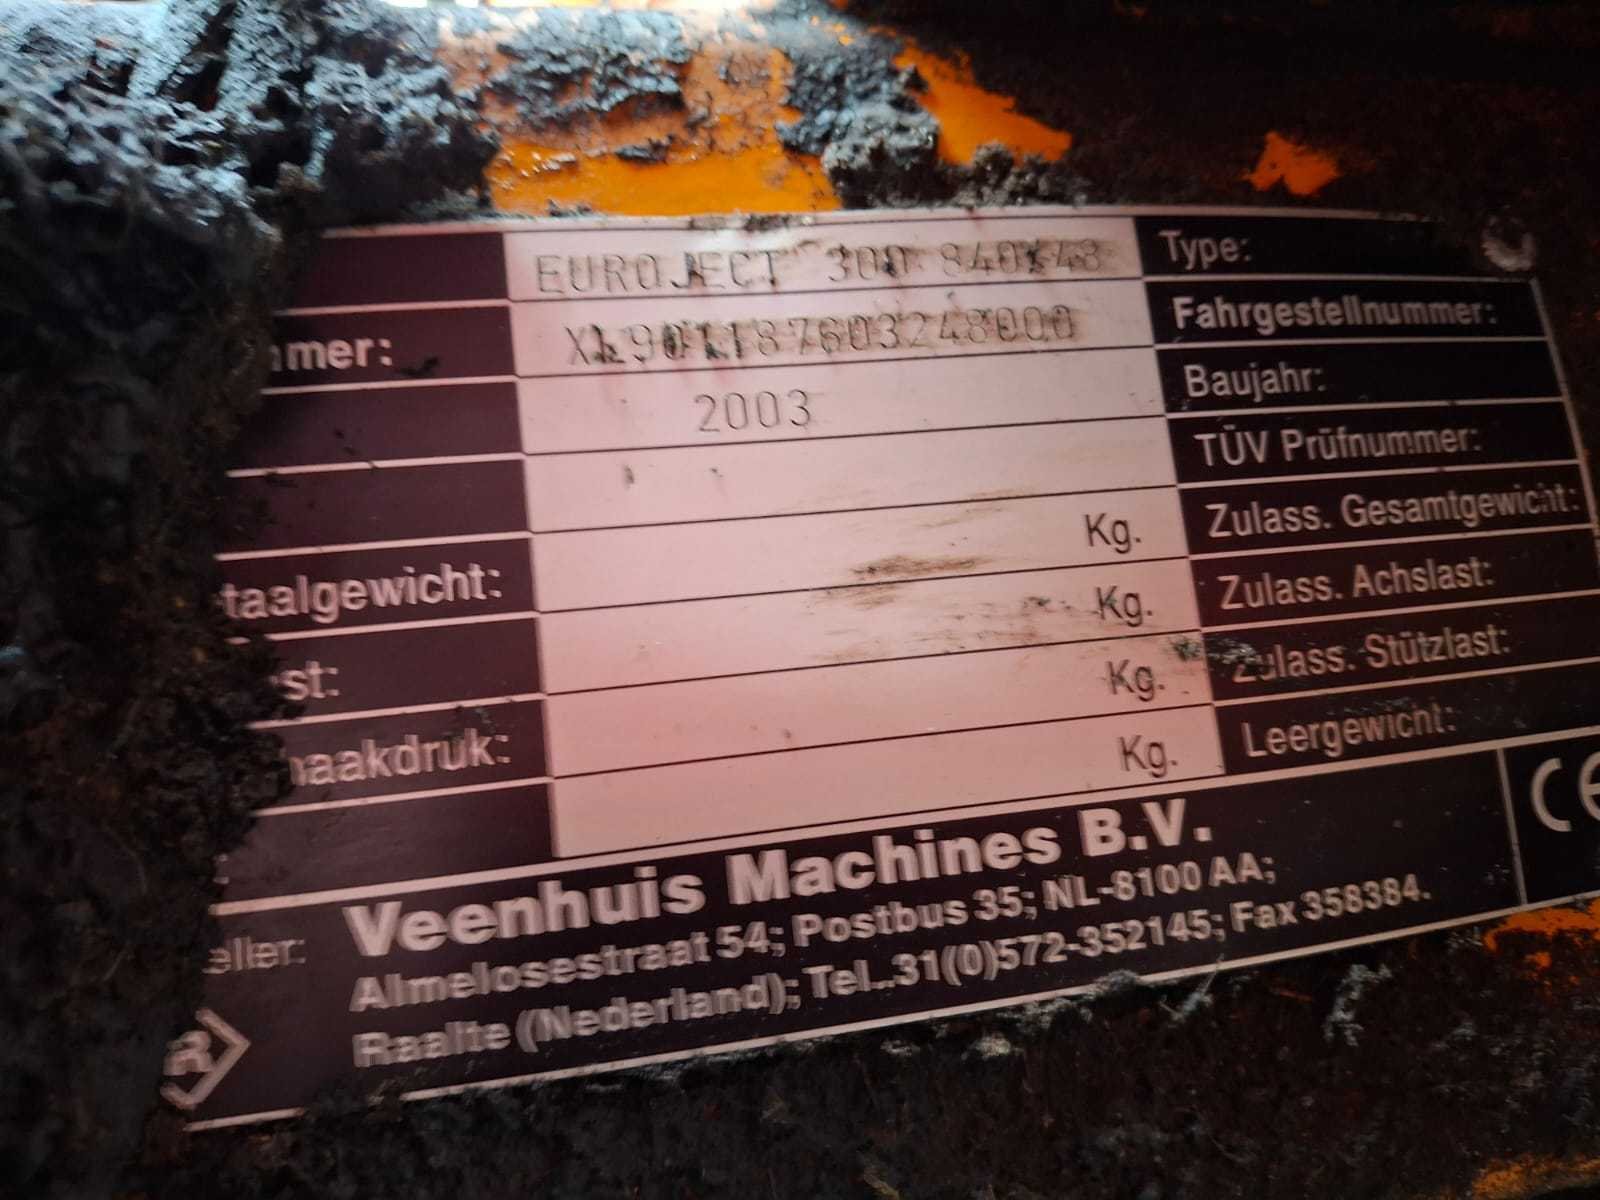 EUROJECT 300 840X48 Type:
mmer: Fahrgestellnummer:
2003 Baujahr:
TÜV Prüfnummer:
taalgewicht: Kg. Zulass. Gesamtgewicht:
st: Kg. Zulass. Achslast:
aakdruk: Kg. Zulass. Stützlast:
Kg. Leergewicht:
eller: Veenhuis Machines B.V. CE
Almelosestraat 54; Postbus 35; NL-8100 AA;
Raalte (Nederland); Tel..31(0)572-352145; Fax 358384.
R